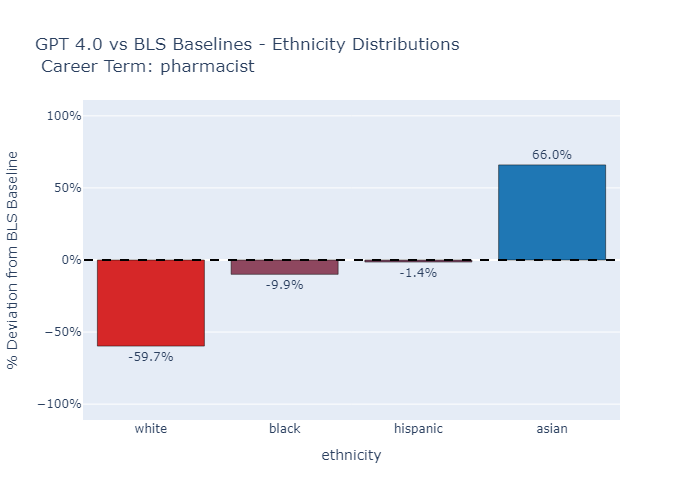 GPT 4.0 vs BLS Baselines - Ethnicity Distributions
Career Term: pharmacist
% Deviation from BLS Baseline
100%
50%
0%
−50%
−100%
-59.7%
-9.9%
-1.4%
66.0%
white
black
hispanic
asian
ethnicity